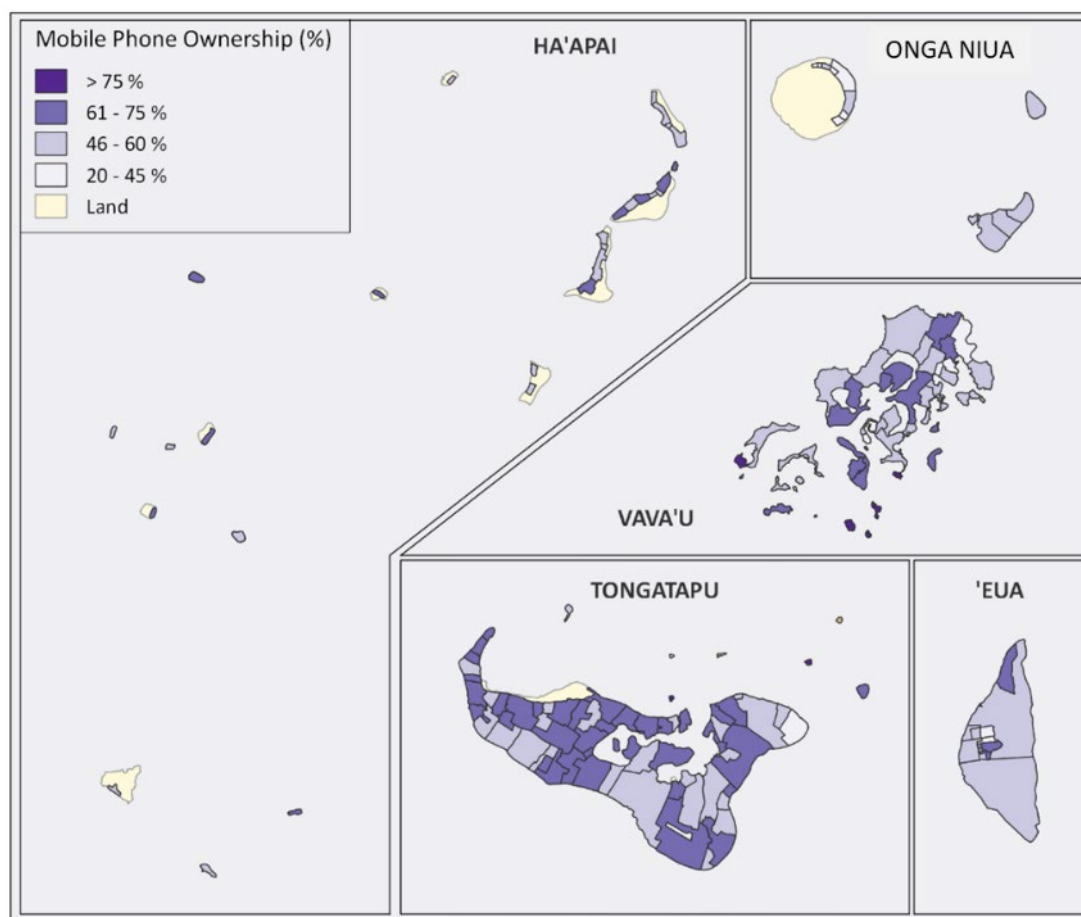 Mobile Phone Ownership (%)
> 75 %
61 - 75 %
46 - 60 %
20 - 45 %
Land
HA'APAI
ONGA NIUA
VAVA'U
TONGATAPU
'EUA